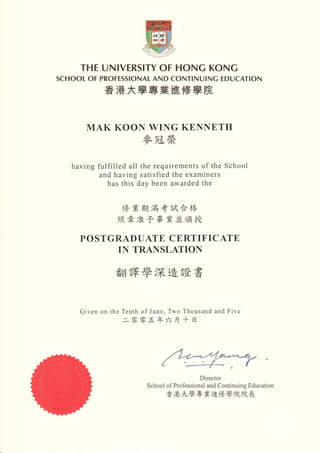 THE UNIVERSITY OF HONG KONG
SCHOOL OF PROFESSIONAL AND CONTINUING EDUCATION
香港大學專業進修學院
MAK KOON WING KENNETH
麥冠榮
having fulfilled all the requirements of the School
and having satisfied the examiners
has this day been awarded the
修業期滿考試合格
照章准予畢業並頒授
POSTGRADUATE CERTIFICATE
IN TRANSLATION
翻譯學深造證書
Given on the Tenth of June, Two Thousand and Five
二零零五年六月十日
Director
School of Professional and Continuing Education
香港大學專業進修學院院長